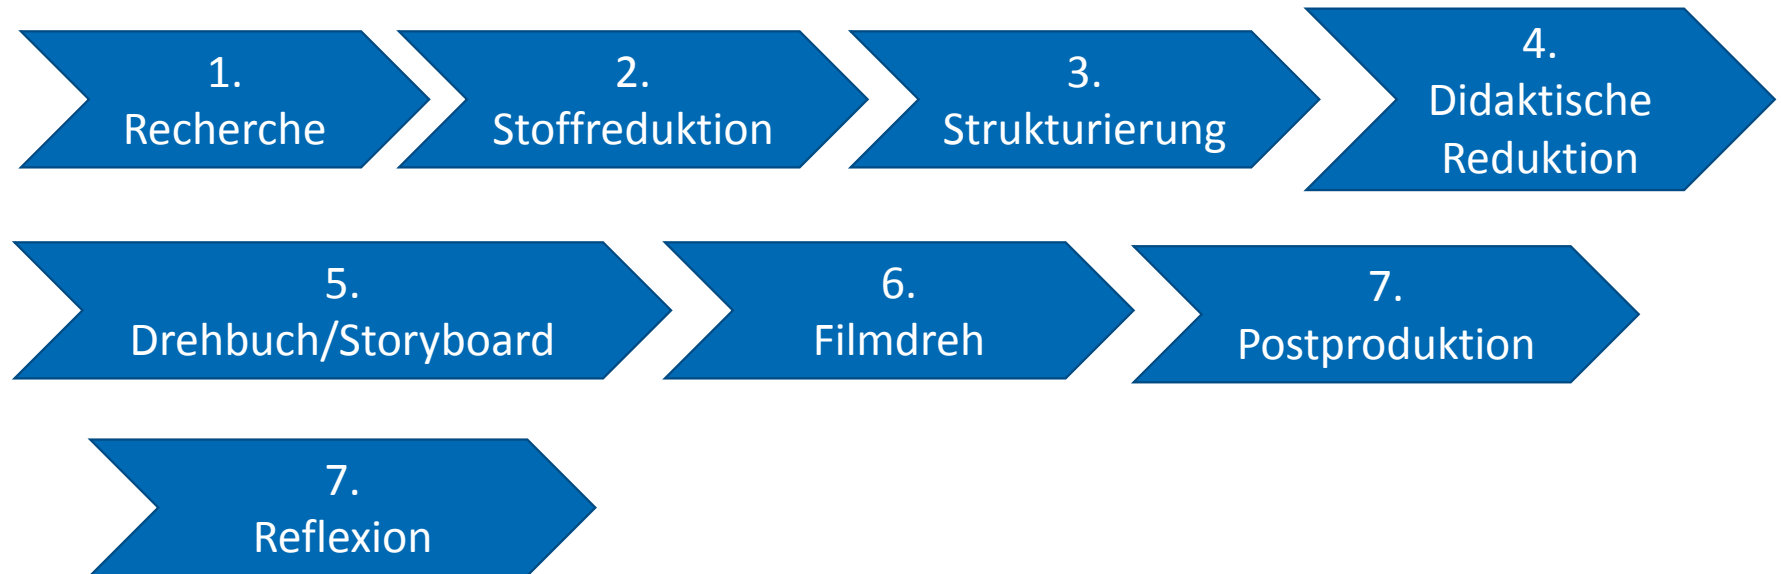 1.
Recherche
2.
Stoffreduktion
3.
Strukturierung
4.
Didaktische
Reduktion
5.
Drehbuch/Storyboard
6.
Filmdreh
7.
Postproduktion
7.
Reflexion